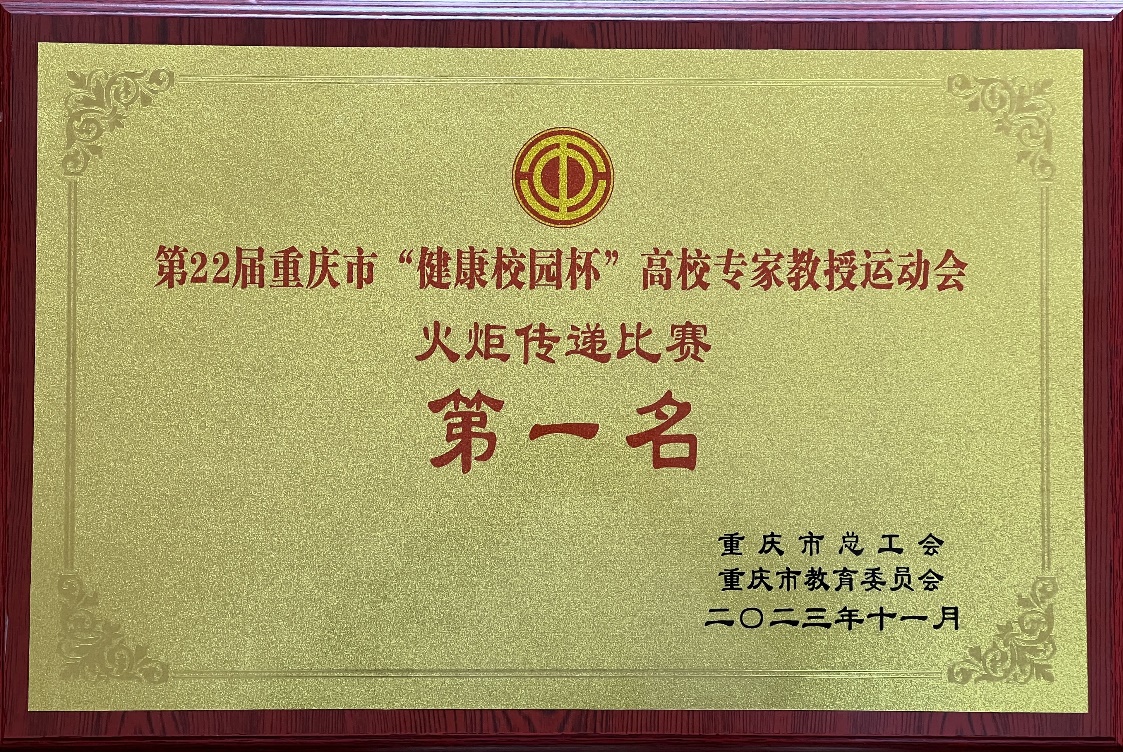 第22届重庆市“健康校园杯”高校专家教授运动会
火炬传递比赛
第一名
重庆市总工会
重庆市教育委员会
二〇二三年十一月